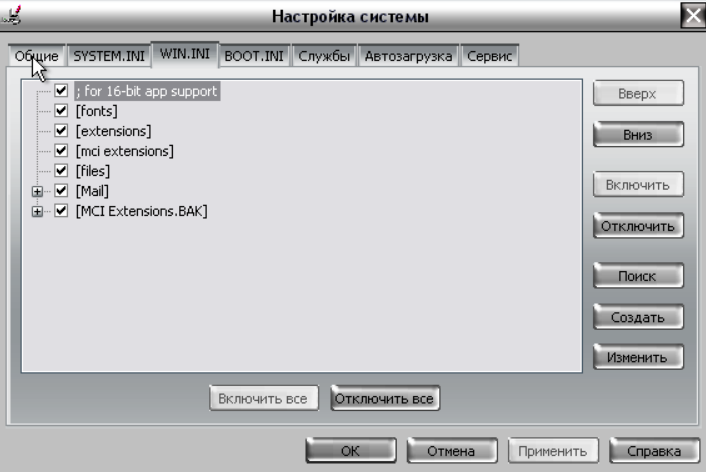 Настройка системы
Общие SYSTEM.INI WIN.INI BOOT.INI Службы Автозагрузка Сервис
; for 16-bit app support
[fonts]
[extensions]
[mci extensions]
[files]
[Mail]
[MCI Extensions.BAK]
Вверх
Вниз
Включить
Отключить
Поиск
Создать
Изменить
Включить все Отключить все
OK Отмена Применить Справка